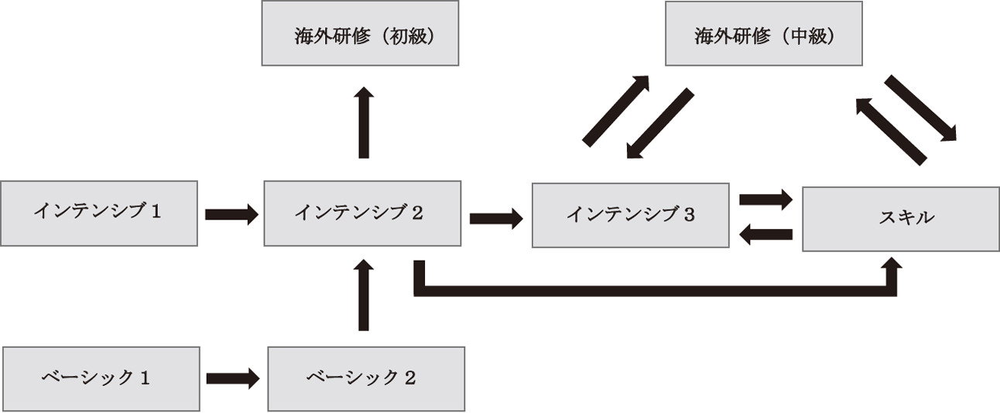 海外研修（初級）
海外研修（中級）
インテンシブ１
インテンシブ２
インテンシブ３
スキル
ベーシック１
ベーシック２